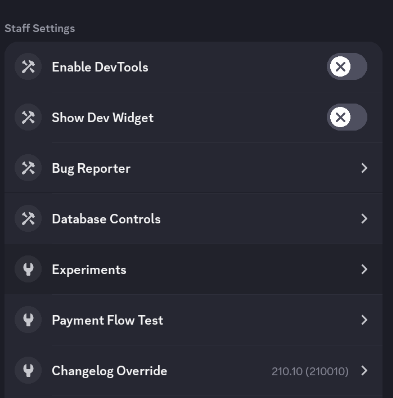 Staff Settings
Enable DevTools
Show Dev Widget
Bug Reporter
Database Controls
Experiments
Payment Flow Test
Changelog Override 210.10 (210010)